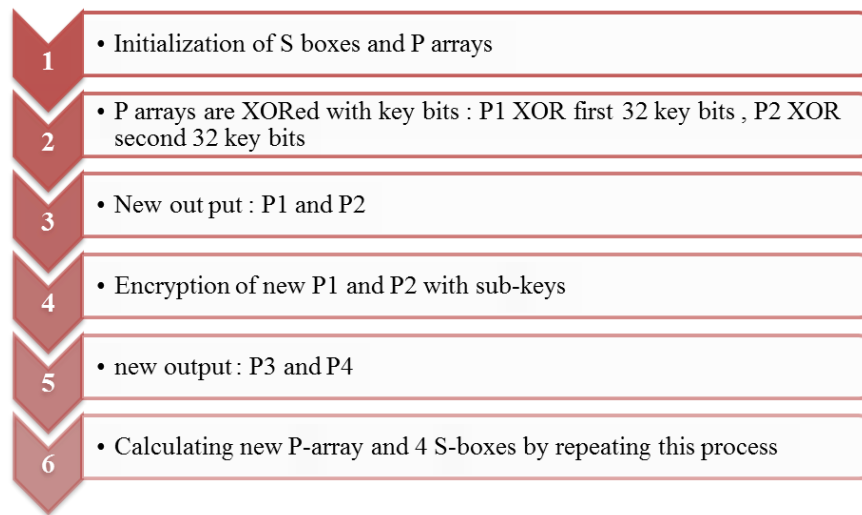 1
• Initialization of S boxes and P arrays
2
• P arrays are XORed with key bits : P1 XOR first 32 key bits , P2 XOR
second 32 key bits
3
• New out put : P1 and P2
4
• Encryption of new P1 and P2 with sub-keys
5
• new output : P3 and P4
6
• Calculating new P-array and 4 S-boxes by repeating this process